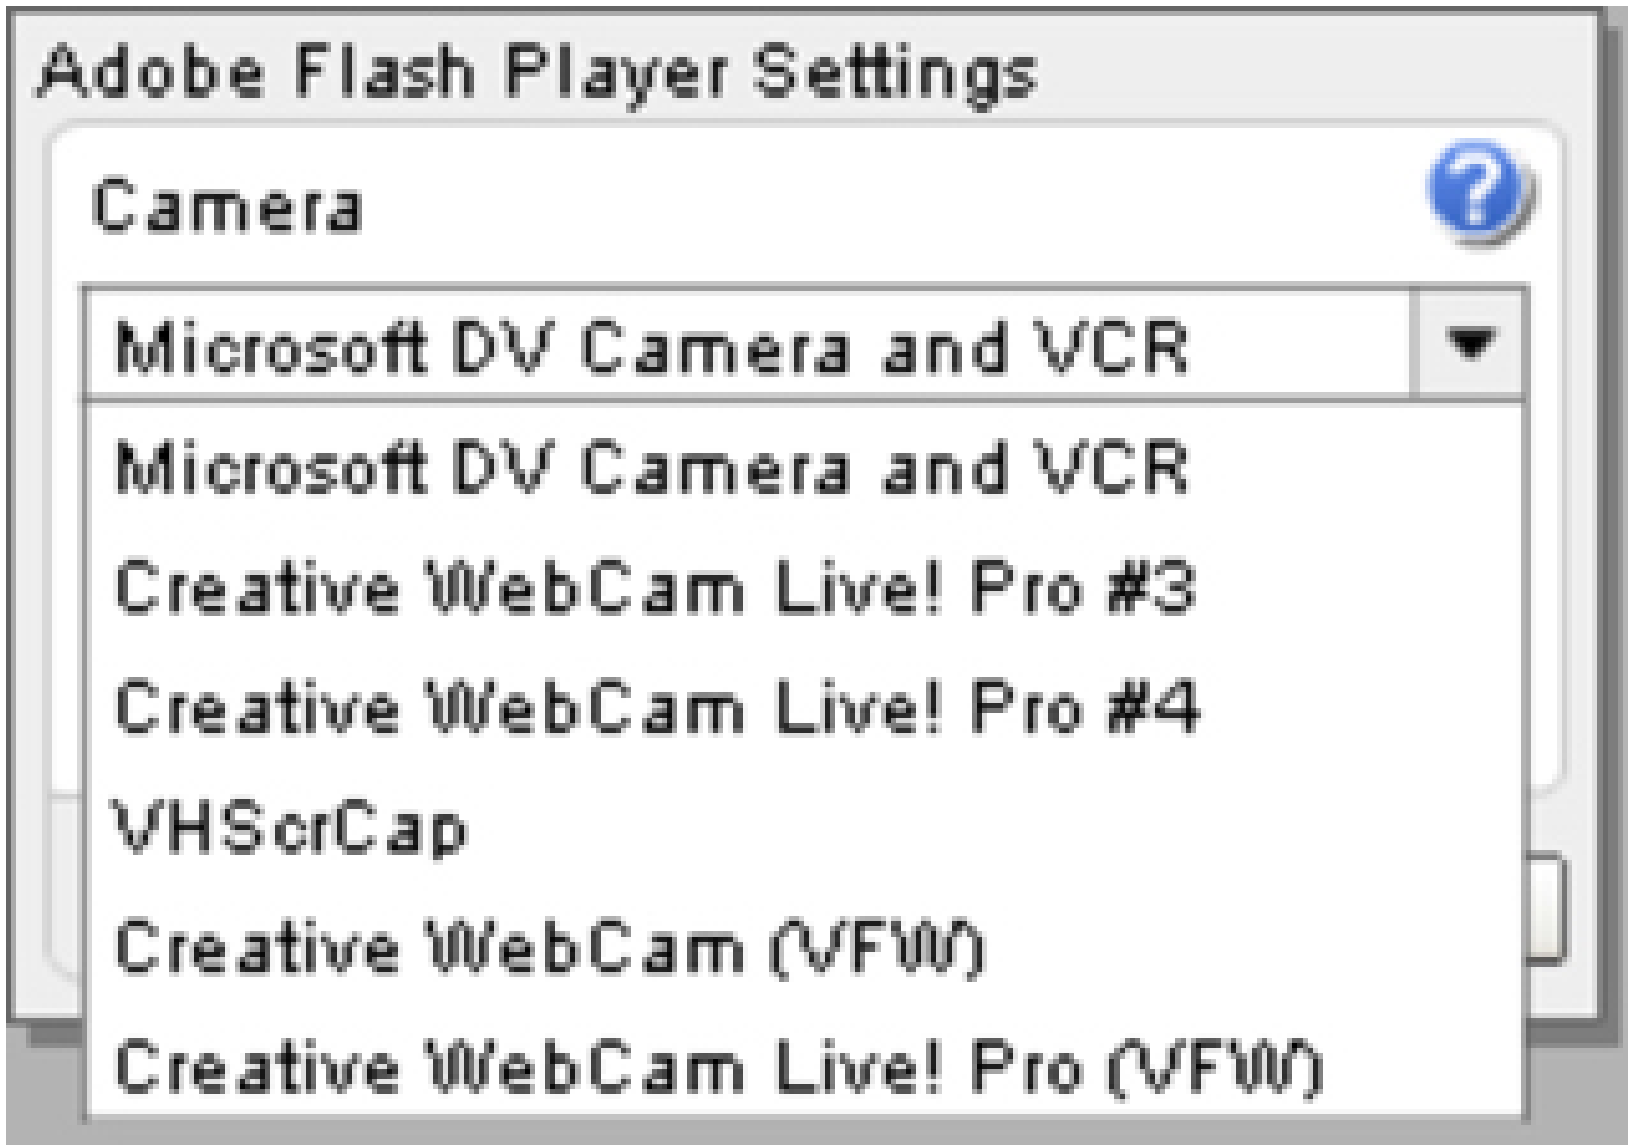 Adobe Flash Player Settings
Camera
?
Microsoft DV Camera and VCR
Microsoft DV Camera and VCR
Creative WebCam Live! Pro #3
Creative WebCam Live! Pro #4
VHScrCap
Creative WebCam (VFW)
Creative WebCam Live! Pro (VFW)